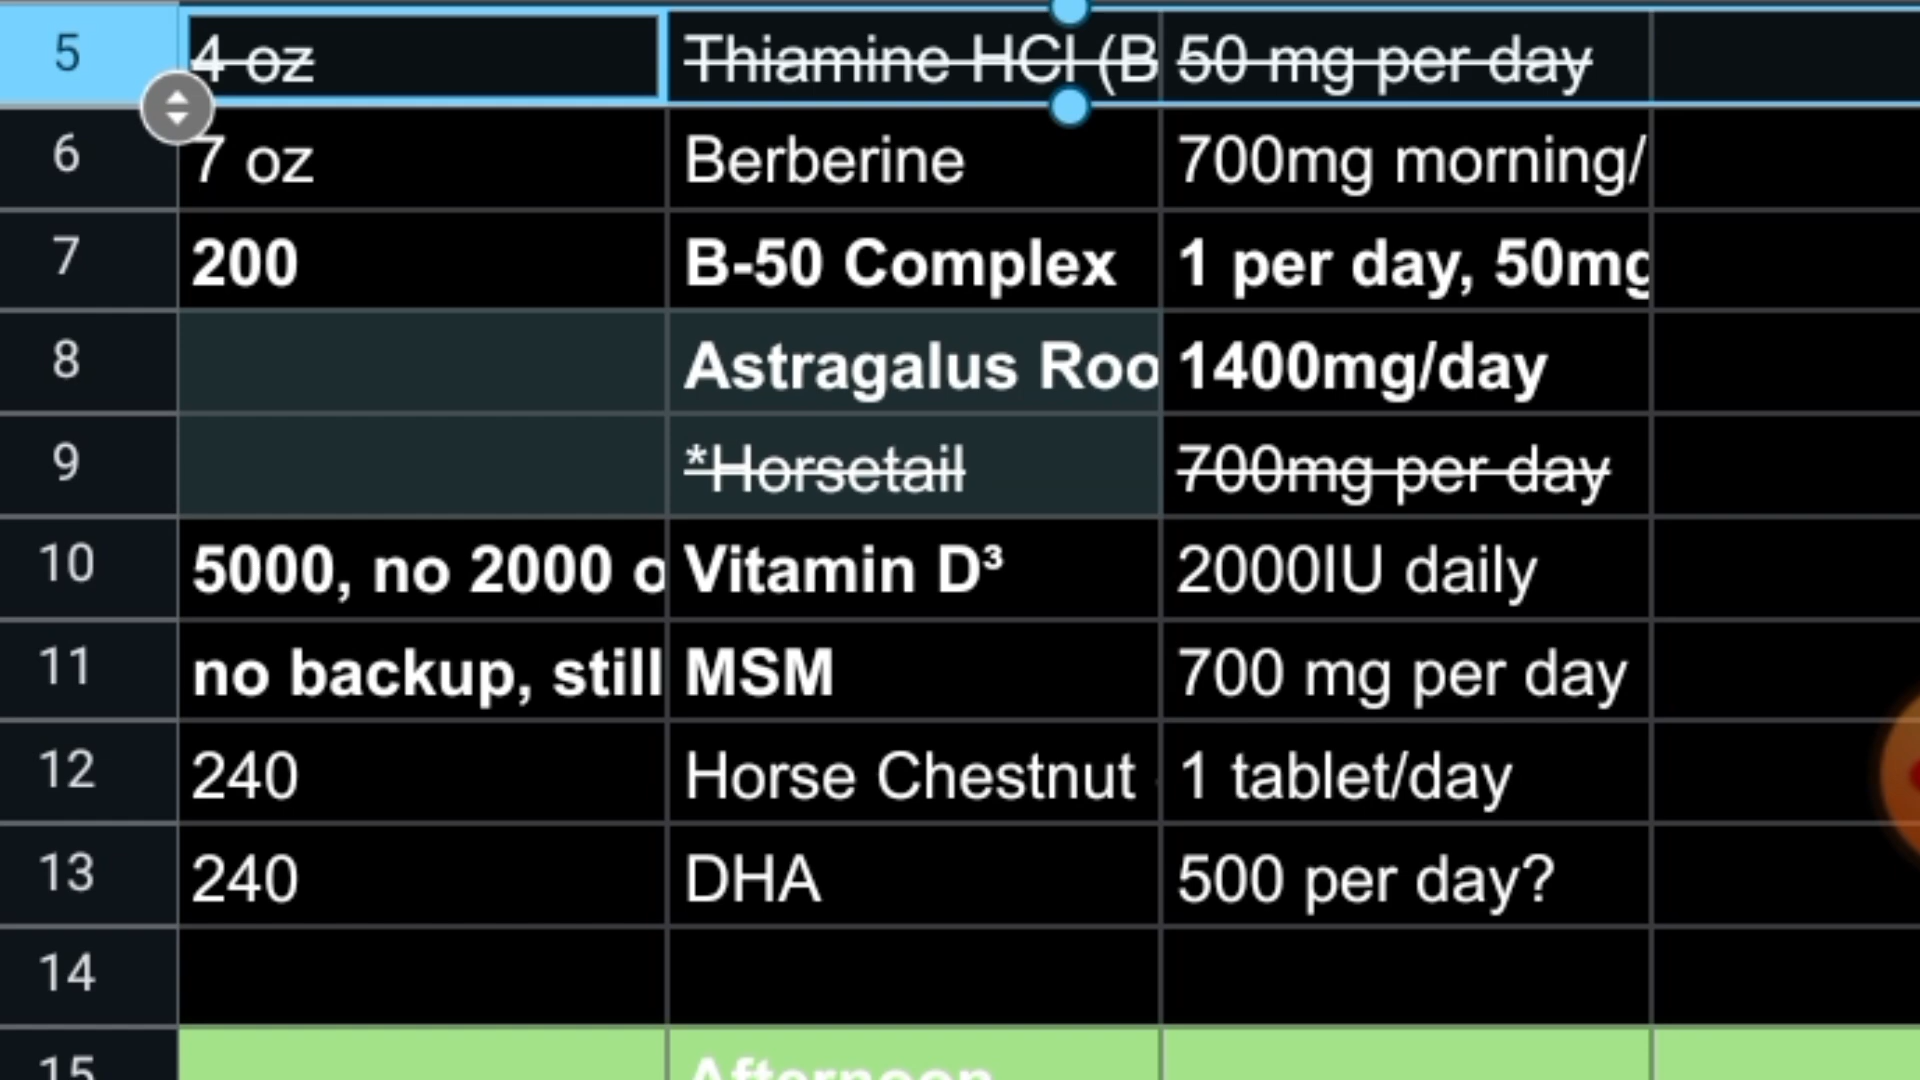 5 4 oz Thiamine HCl (B 50 mg per day
6 7 oz Berberine 700mg morning/
7 200 B-50 Complex 1 per day, 50mg
8 Astragalus Roo 1400mg/day
9 *Horsetail 700mg per day
10 5000, no 2000 o Vitamin D³ 2000IU daily
11 no backup, still MSM 700 mg per day
12 240 Horse Chestnut 1 tablet/day
13 240 DHA 500 per day?
14
15 Afternoon